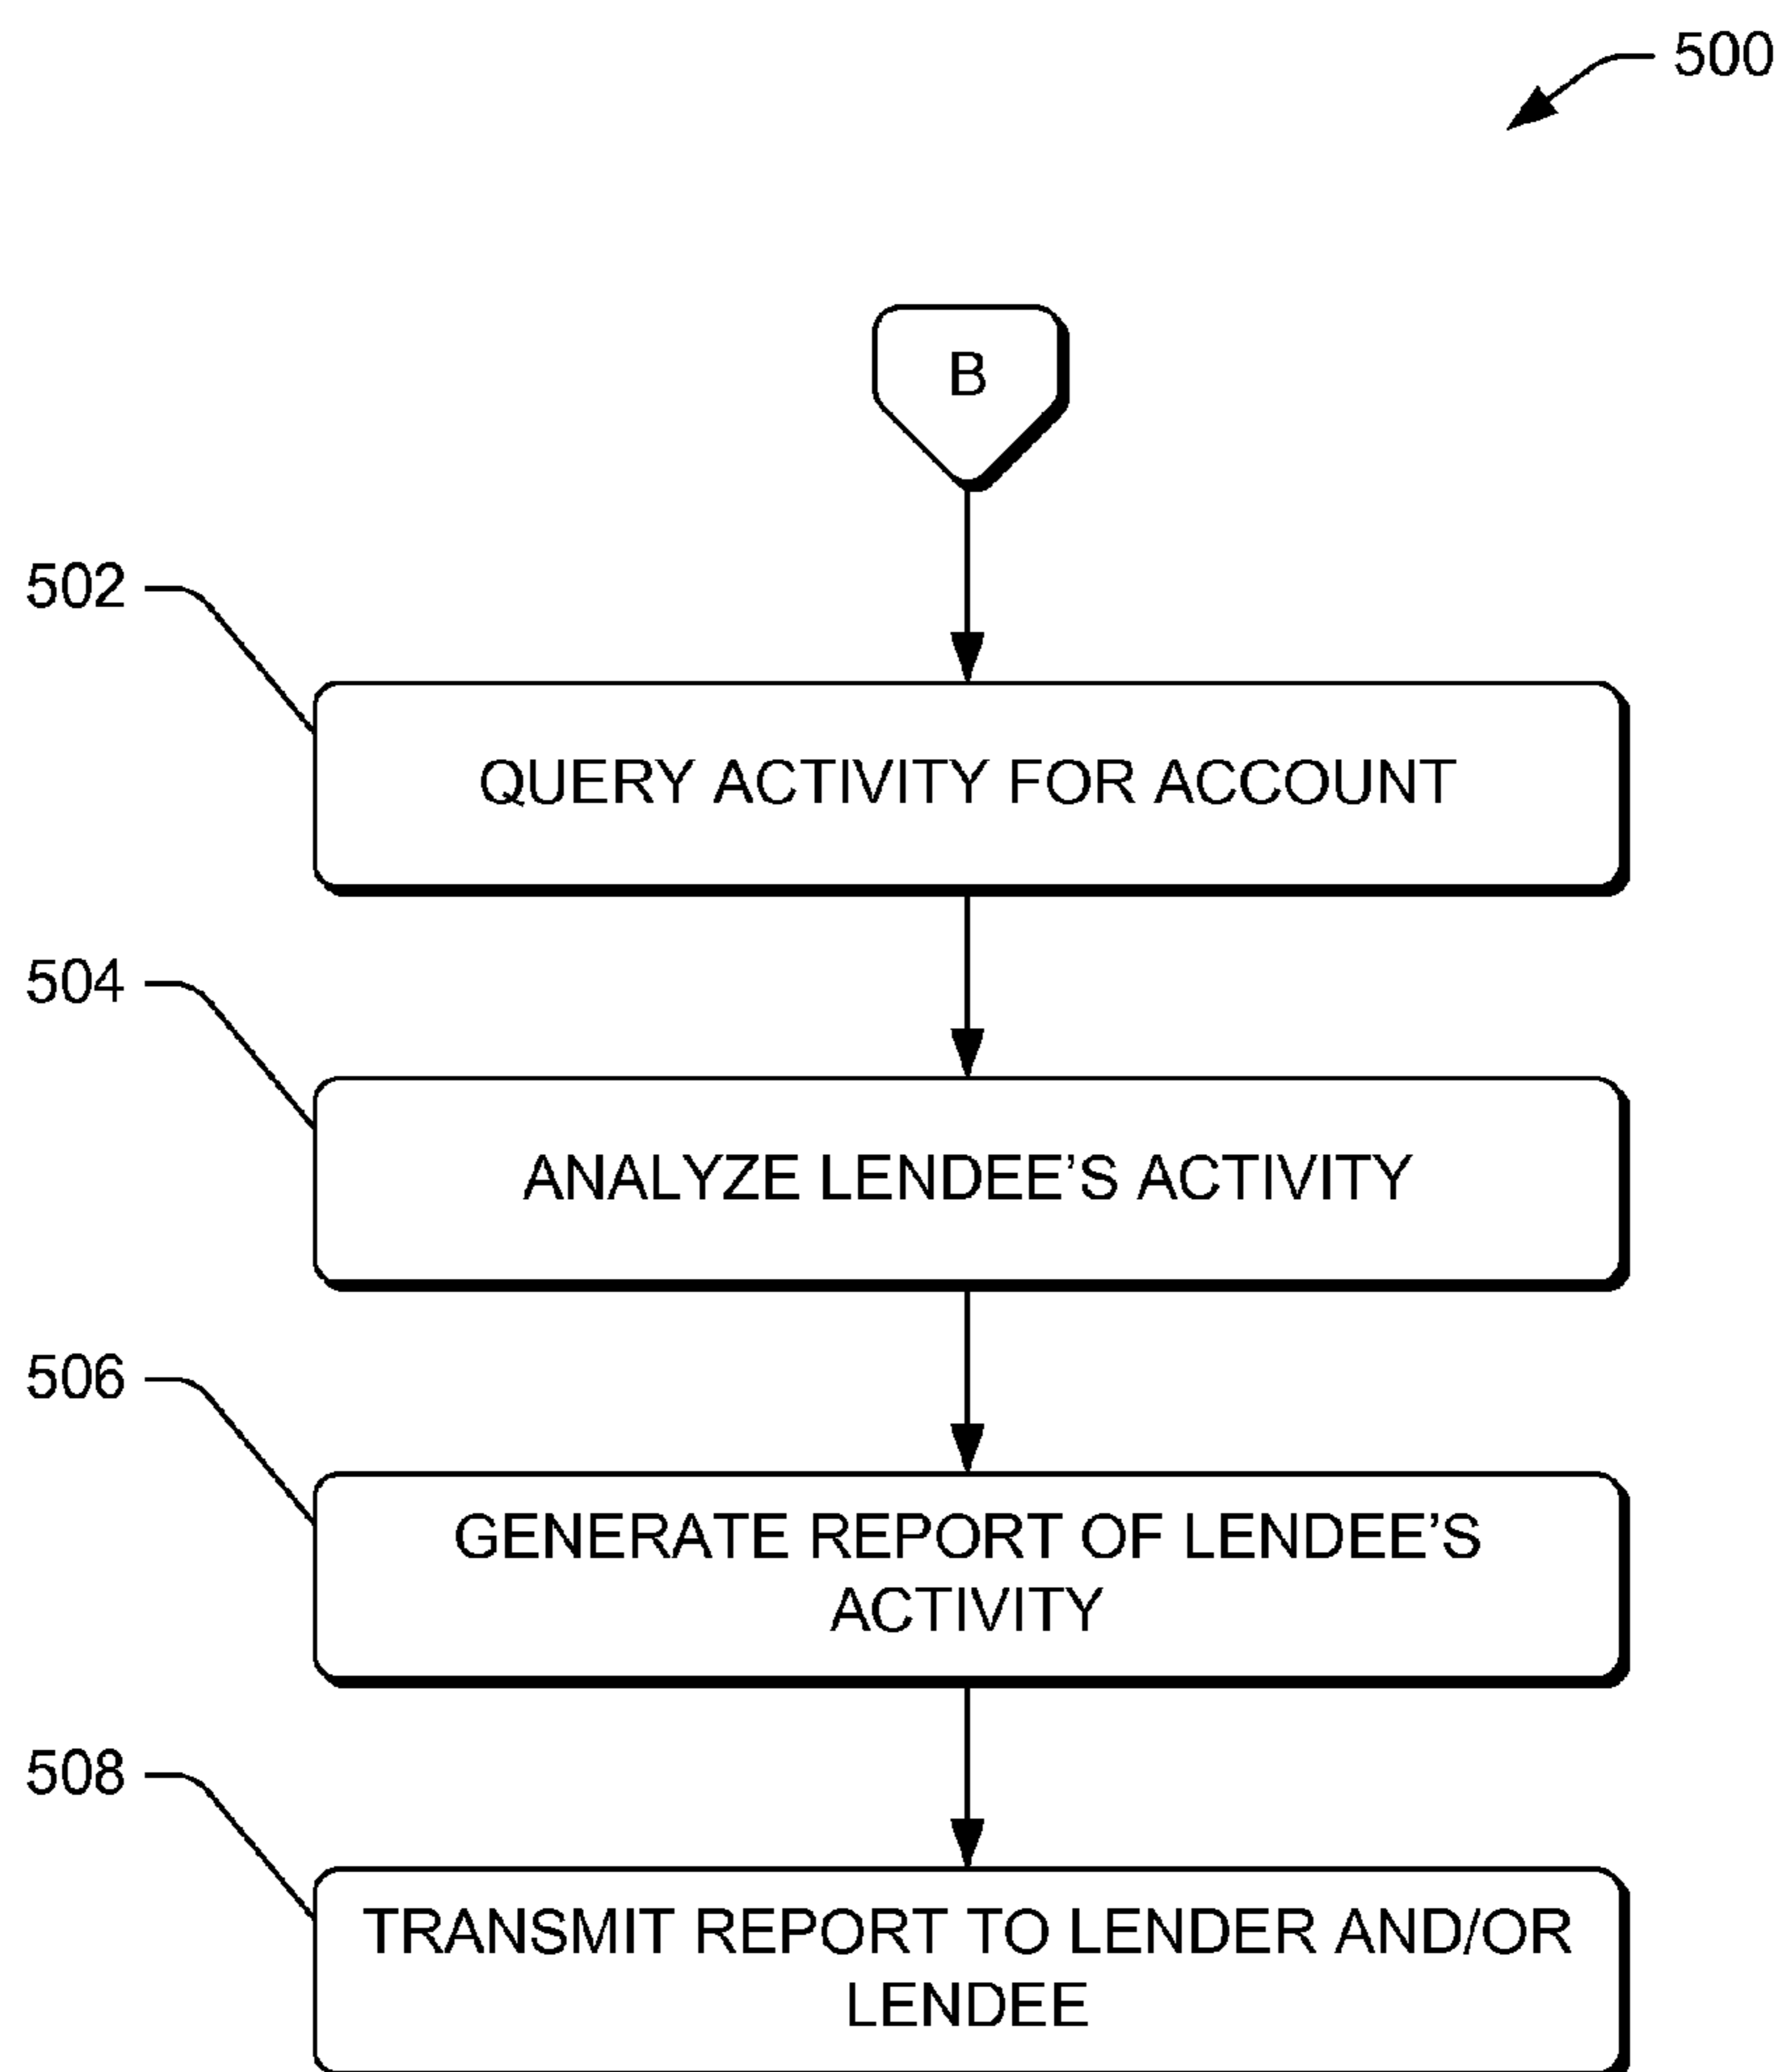 500
B
502
QUERY ACTIVITY FOR ACCOUNT
504
ANALYZE LENDEE’S ACTIVITY
506
GENERATE REPORT OF LENDEE’S
ACTIVITY
508
TRANSMIT REPORT TO LENDER AND/OR
LENDEE